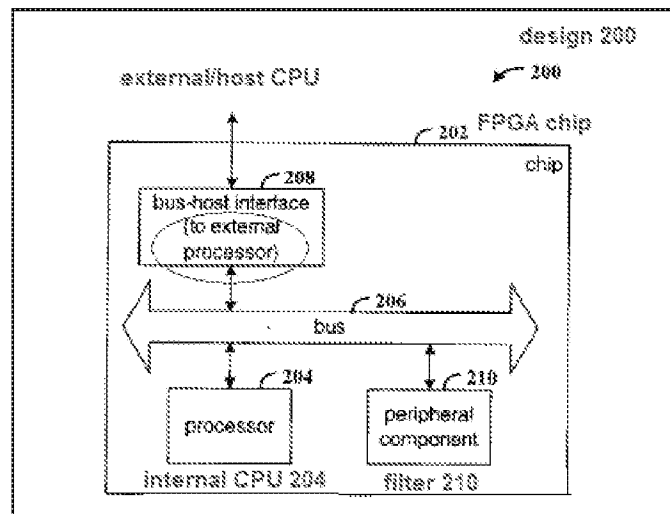 design 200
200
external/host CPU
202
FPGA chip
chip
208
bus-host interface
(to external
processor)
206
bus
204
210
processor
peripheral
component
internal CPU 204
filter 210